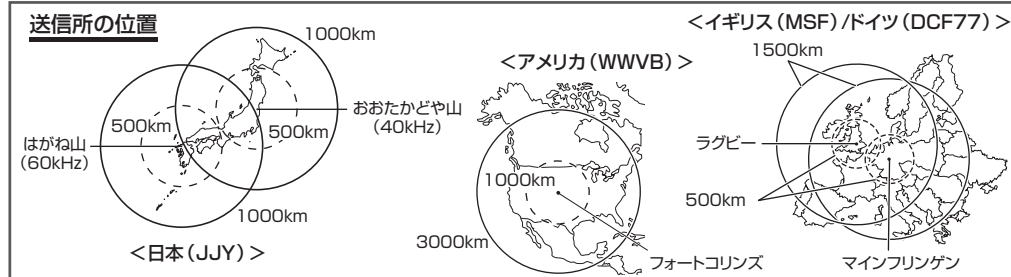 送信所の位置
1000km
500km
はがね山
(60kHz)
おおたかどや山
(40kHz)
500km
1000km
<日本(JJY)>
<アメリカ(WWVB)>
1000km
3000km
フォートコリンズ
<イギリス(MSF)/ドイツ(DCF77)>
1500km
ラグビー
500km
マインフリンゲン